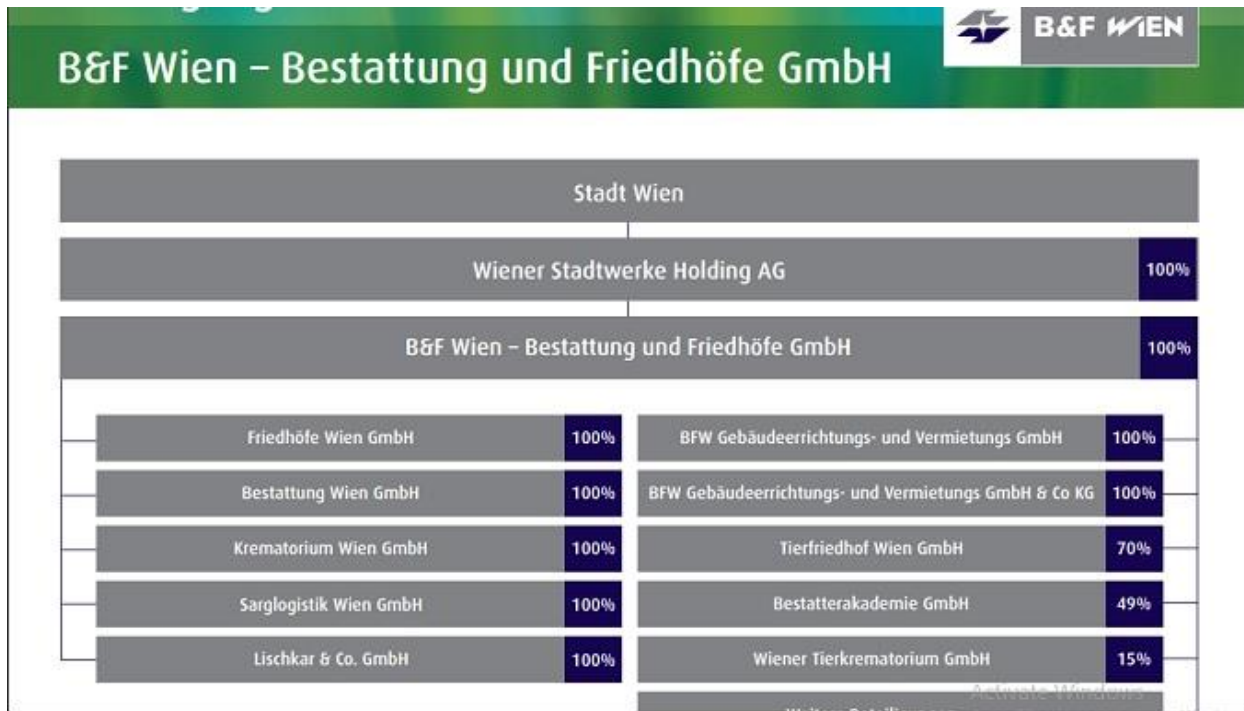 B&F WIEN
B&F Wien – Bestattung und Friedhöfe GmbH
Stadt Wien
Wiener Stadtwerke Holding AG 100%
B&F Wien – Bestattung und Friedhöfe GmbH 100%
Friedhöfe Wien GmbH 100%
Bestattung Wien GmbH 100%
Krematorium Wien GmbH 100%
Sarglogistik Wien GmbH 100%
Lischkar & Co. GmbH 100%
BFW Gebäudeerrichtungs- und Vermietungs GmbH 100%
BFW Gebäudeerrichtungs- und Vermietungs GmbH & Co KG 100%
Tierfriedhof Wien GmbH 70%
Bestatterakademie GmbH 49%
Wiener Tierkrematorium GmbH 15%
Activate Windows